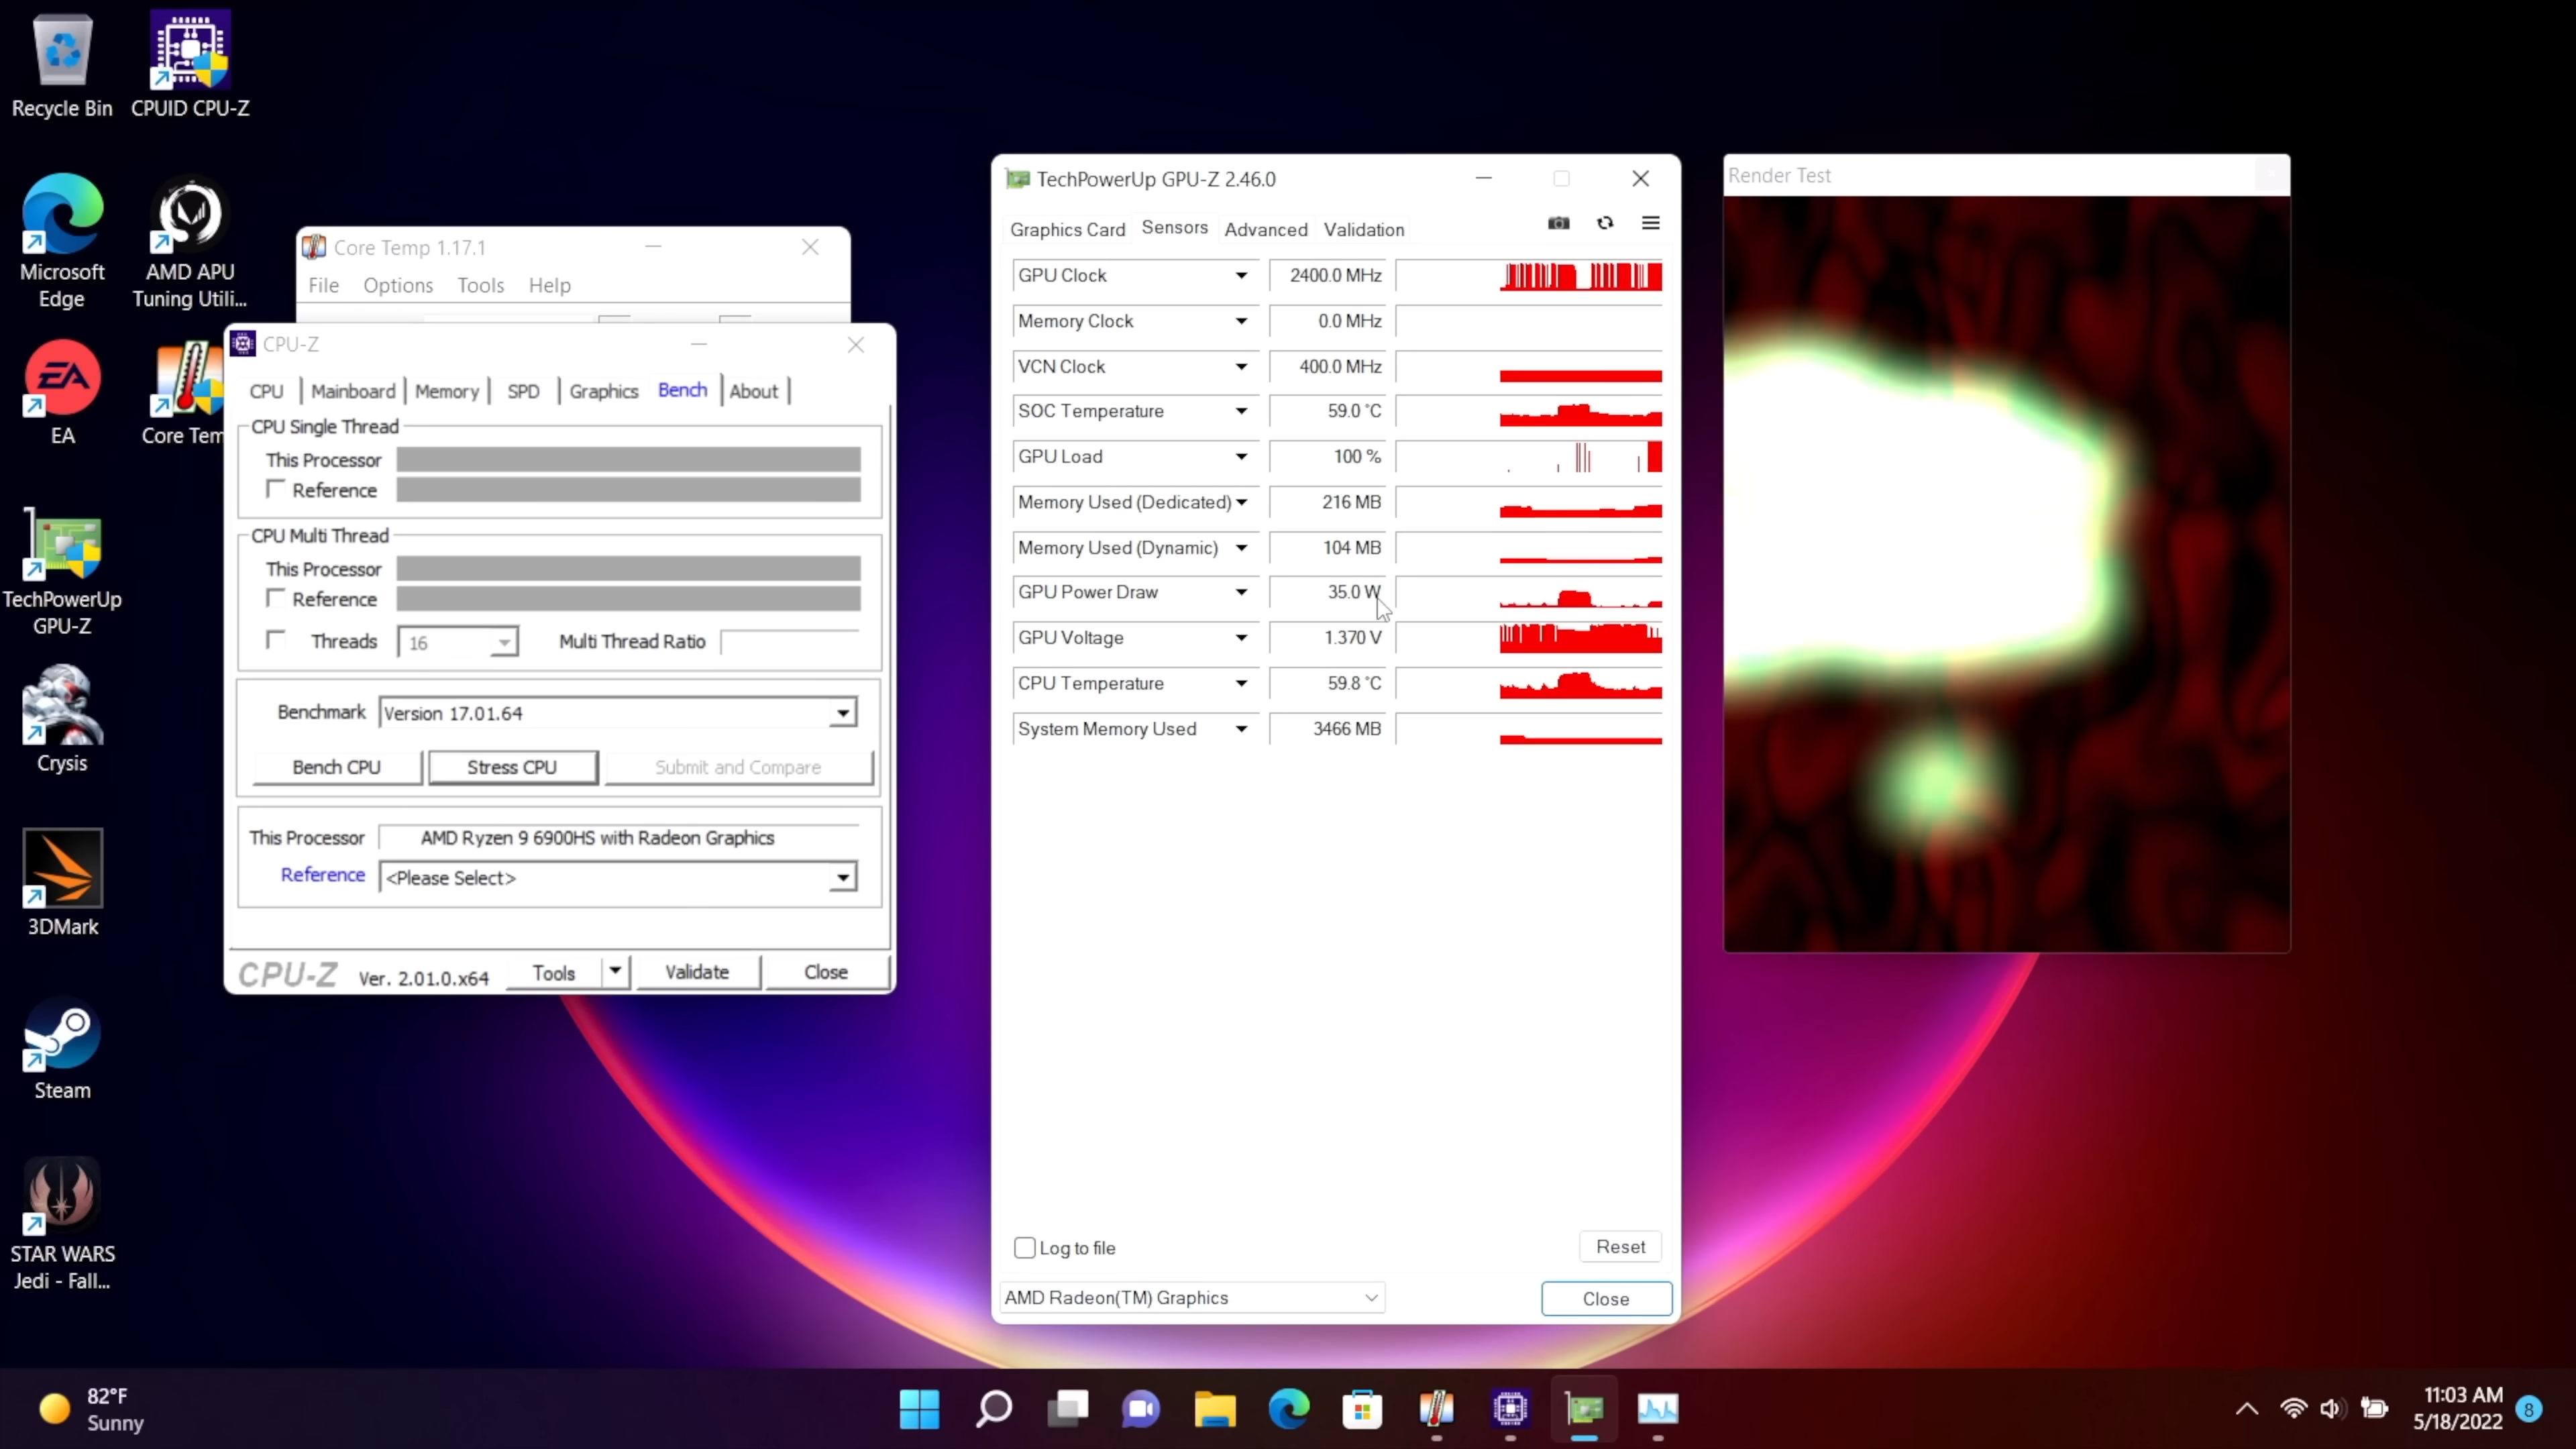 Recycle Bin
CPUID CPU-Z
Microsoft
Edge
AMD APU
Tuning Utili...
EA
EA
Core Tem
TechPowerUp
GPU-Z
Crysis
3DMark
Steam
STAR WARS
Jedi - Fall...
Core Temp 1.17.1
File Options Tools Help
CPU-Z
CPU Mainboard Memory SPD Graphics Bench About
CPU Single Thread
This Processor
Reference
CPU Multi Thread
This Processor
Reference
Threads 16 Multi Thread Ratio
Benchmark Version 17.01.64
Bench CPU Stress CPU Submit and Compare
This Processor AMD Ryzen 9 6900HS with Radeon Graphics
Reference <Please Select>
CPU-Z Ver. 2.01.0.x64 Tools Validate Close
TechPowerUp GPU-Z 2.46.0
Graphics Card Sensors Advanced Validation
GPU Clock 2400.0 MHz
Memory Clock 0.0 MHz
VCN Clock 400.0 MHz
SOC Temperature 59.0 °C
GPU Load 100 %
Memory Used (Dedicated) 216 MB
Memory Used (Dynamic) 104 MB
GPU Power Draw 35.0 W
GPU Voltage 1.370 V
CPU Temperature 59.8 °C
System Memory Used 3466 MB
Log to file Reset
AMD Radeon(TM) Graphics Close
Render Test
82°F
Sunny
11:03 AM
5/18/2022
8